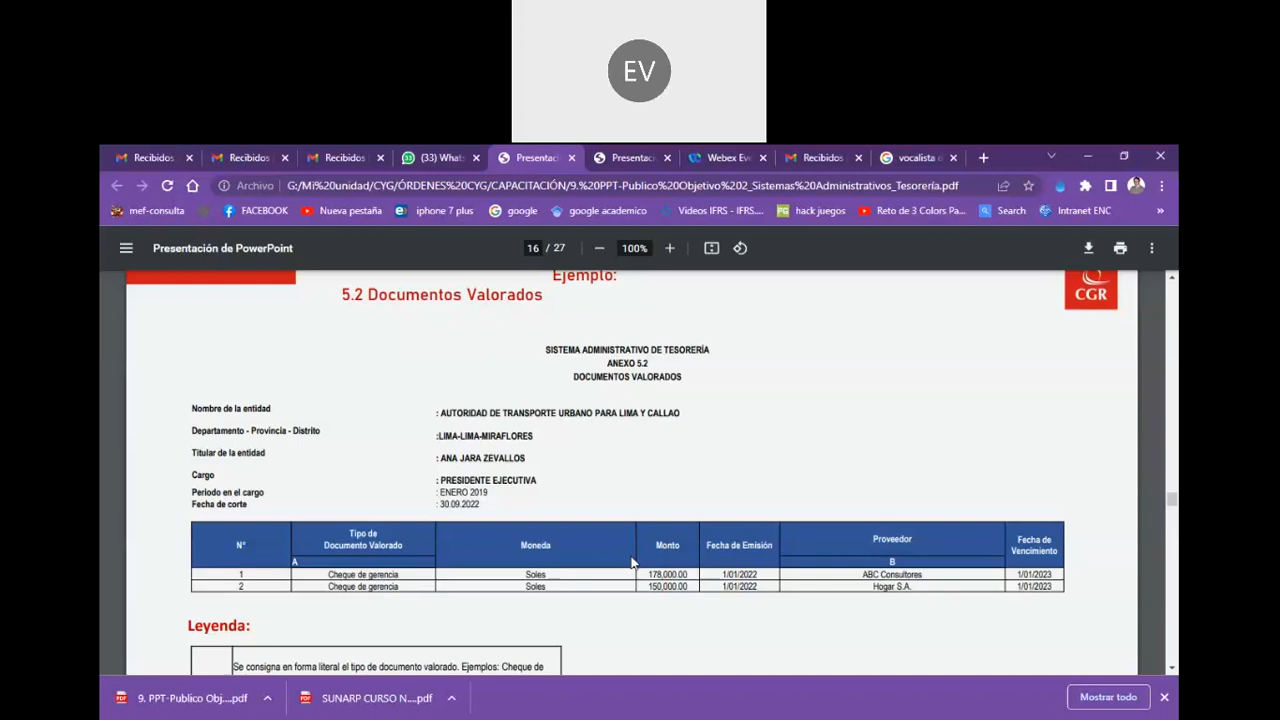 EV
Recibidos
Recibidos
Recibidos
(33) Whats
Presentaci
Presentaci
Webex Eve
Recibidos
vocalista d
Archivo
G:/Mi%20unidad/CYG/ÓRDENES%20CYG/CAPACITACIÓN/9.%20PPT-Publico%20Objetivo%202_Sistemas%20Administrativos_Tesorería.pdf
mef-consulta
FACEBOOK
Nueva pestaña
iphone 7 plus
google
google academico
Videos IFRS - IFRS....
hack juegos
Reto de 3 Colors Pa...
Search
Intranet ENC
»
Presentación de PowerPoint
16 / 27
100%
Ejemplo:
5.2 Documentos Valorados
CGR
SISTEMA ADMINISTRATIVO DE TESORERÍA
ANEXO 5.2
DOCUMENTOS VALORADOS
Nombre de la entidad : AUTORIDAD DE TRANSPORTE URBANO PARA LIMA Y CALLAO
Departamento - Provincia - Distrito :LIMA-LIMA-MIRAFLORES
Titular de la entidad : ANA JARA ZEVALLOS
Cargo : PRESIDENTE EJECUTIVA
Periodo en el cargo : ENERO 2019
Fecha de corte : 30.09.2022
N° Tipo de Documento Valorado Moneda Monto Fecha de Emisión Proveedor Fecha de Vencimiento
A B
1 Cheque de gerencia Soles 178,000.00 1/01/2022 ABC Consultores 1/01/2023
2 Cheque de gerencia Soles 150,000.00 1/01/2022 Hogar S.A. 1/01/2023
Leyenda:
Se consigna en forma literal el tipo de documento valorado. Ejemplos: Cheque de
9. PPT-Publico Obj....pdf
SUNARP CURSO N....pdf
Mostrar todo